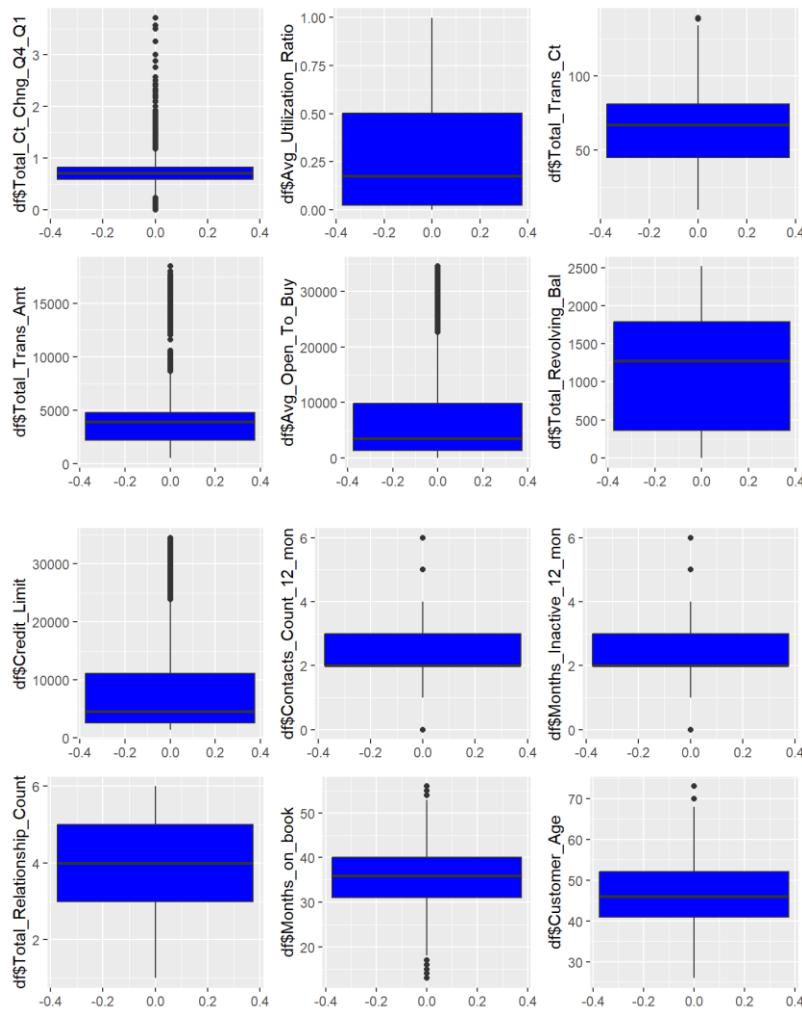 df$Total_Ct_Chng_Q4_Q1
3
2
1
0
-0.4 -0.2 0.0 0.2 0.4
df$Avg_Utilization_Ratio
1.00
0.75
0.50
0.25
0.00
-0.4 -0.2 0.0 0.2 0.4
df$Total_Trans_Ct
100
50
-0.4 -0.2 0.0 0.2 0.4
df$Total_Trans_Amt
15000
10000
5000
0
-0.4 -0.2 0.0 0.2 0.4
df$Avg_Open_To_Buy
30000
20000
10000
0
-0.4 -0.2 0.0 0.2 0.4
df$Total_Revolving_Bal
2500
2000
1500
1000
500
0
-0.4 -0.2 0.0 0.2 0.4
df$Credit_Limit
30000
20000
10000
0
-0.4 -0.2 0.0 0.2 0.4
df$Contacts_Count_12_mon
6
4
2
0
-0.4 -0.2 0.0 0.2 0.4
df$Months_Inactive_12_mon
6
4
2
0
-0.4 -0.2 0.0 0.2 0.4
df$Total_Relationship_Count
6
4
2
-0.4 -0.2 0.0 0.2 0.4
df$Months_on_book
50
40
30
20
-0.4 -0.2 0.0 0.2 0.4
df$Customer_Age
70
60
50
40
30
-0.4 -0.2 0.0 0.2 0.4